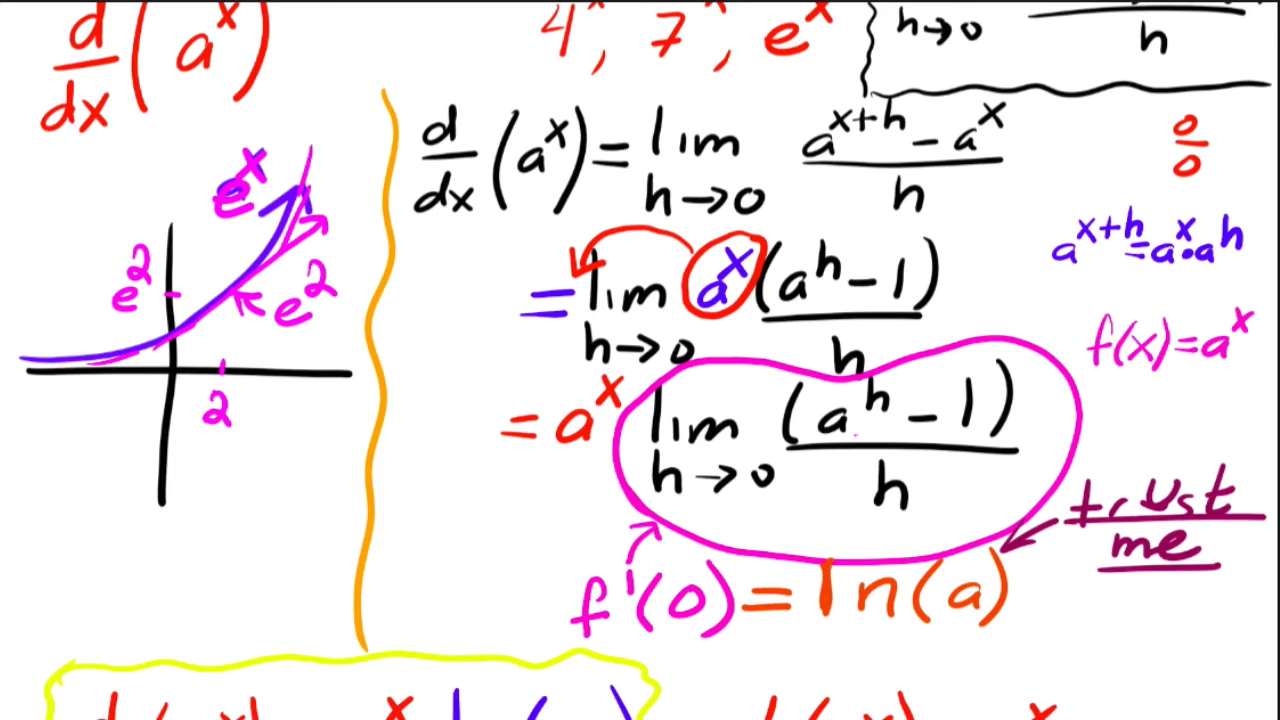 d/dx (a^x)
4^x, 7^x, e^x
h→0
h
d/dx (a^x) = lim h→0 (a^(x+h) - a^x)/h
0/0
a^(x+h) = a^x · a^h
e^x
e^2
e^2
2
= lim h→0 a^x (a^h - 1)/h
f(x) = a^x
= a^x lim h→0 (a^h - 1)/h
trust
me
f'(0) = ln(a)